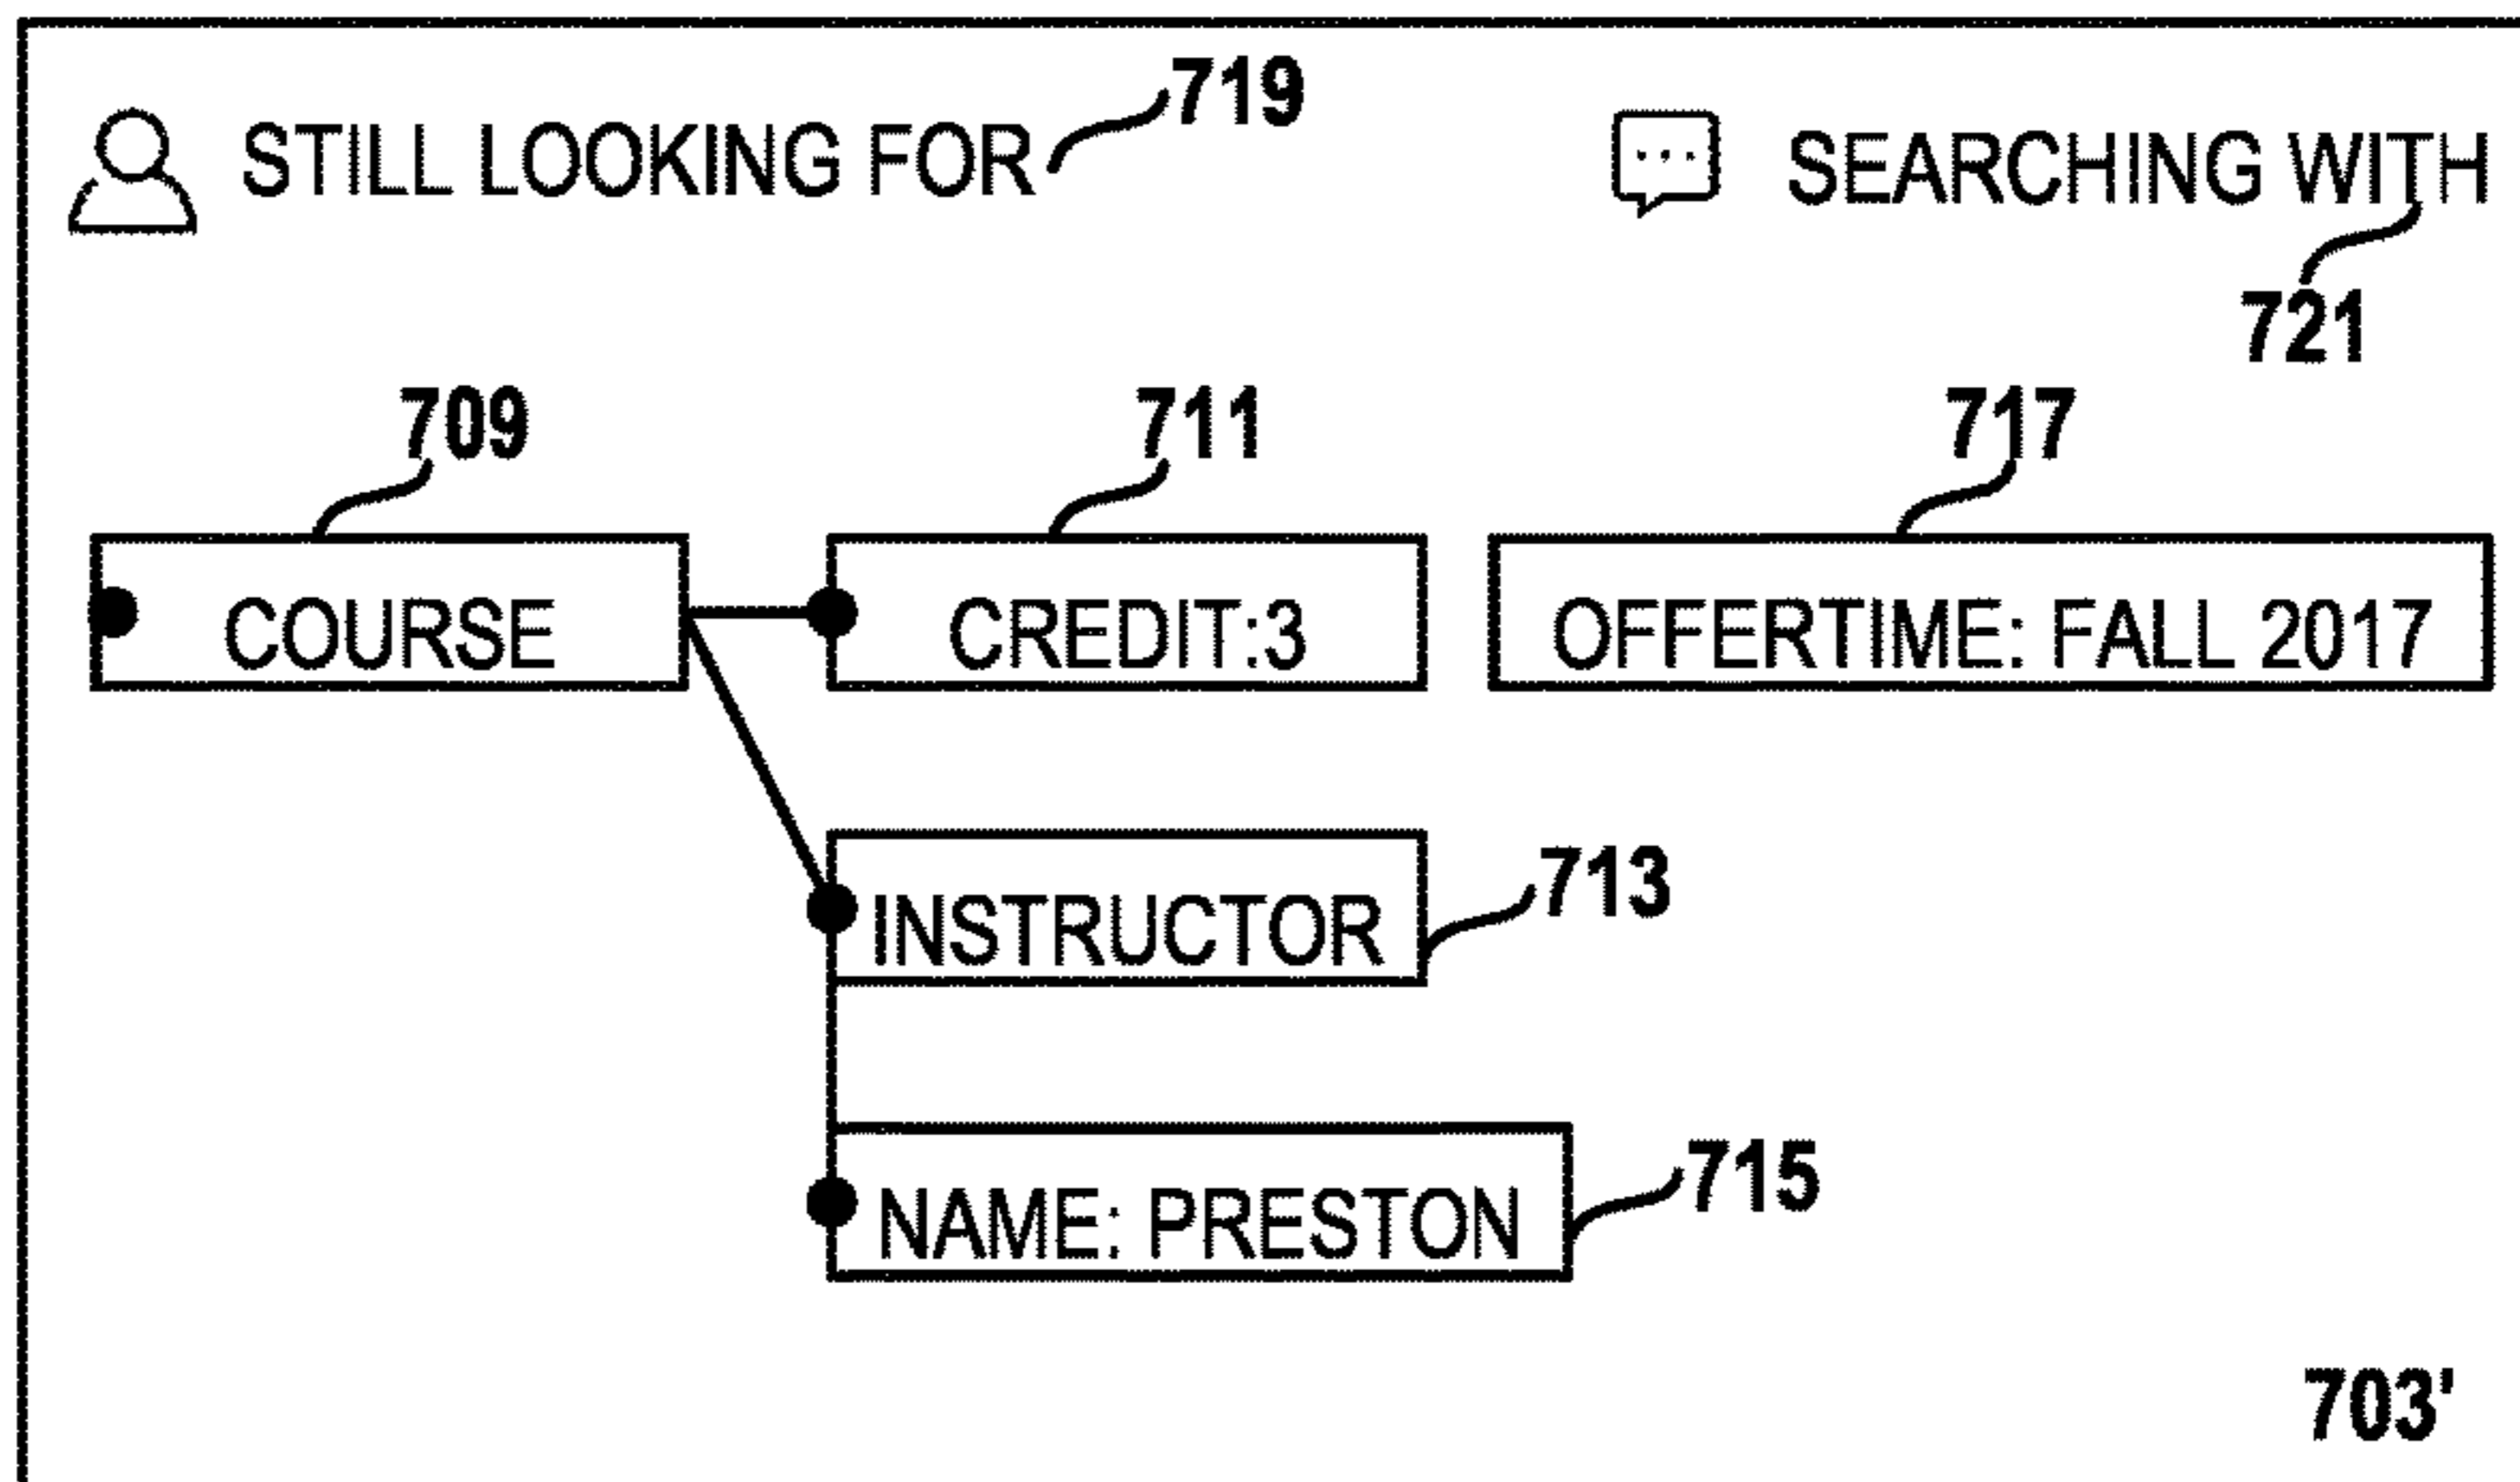 719
STILL LOOKING FOR
SEARCHING WITH
721
709
711
717
COURSE
CREDIT:3
OFFERTIME: FALL 2017
INSTRUCTOR
713
NAME: PRESTON
715
703'